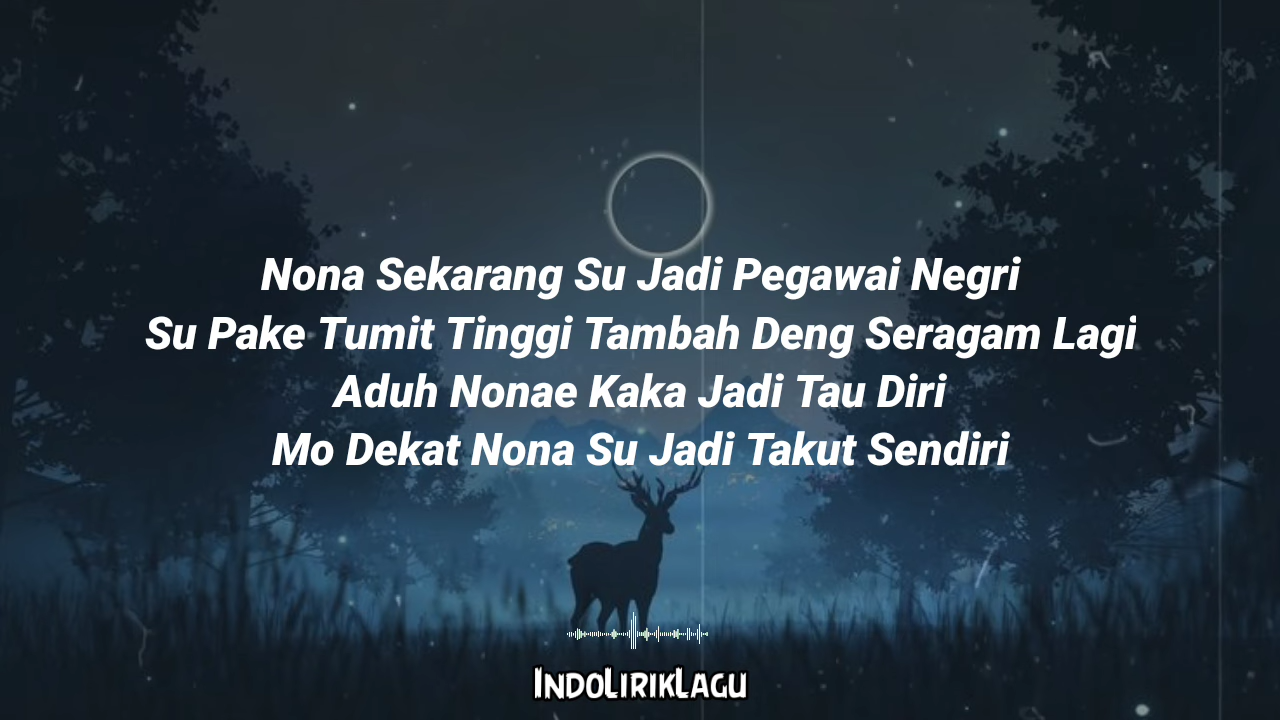 Nona Sekarang Su Jadi Pegawai Negri
Su Pake Tumit Tinggi Tambah Deng Seragam Lagi
Aduh Nonae Kaka Jadi Tau Diri
Mo Dekat Nona Su Jadi Takut Sendiri
INDOLIRIKLAGU